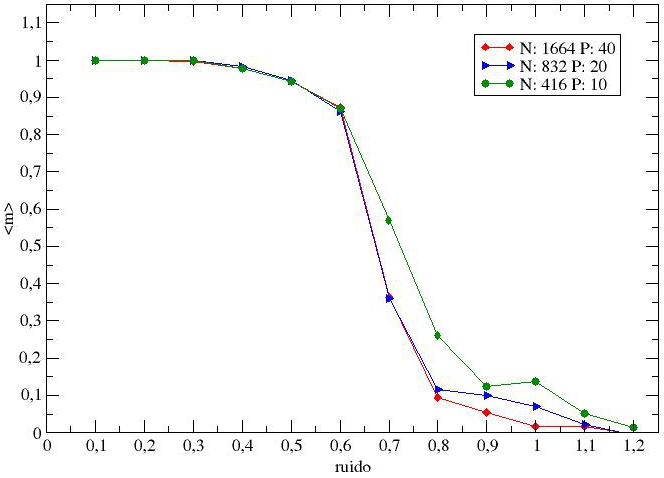 1,1
1
0,9
0,8
0,7
0,6
0,5
0,4
0,3
0,2
0,1
0
<m>
N: 1664 P: 40
N: 832 P: 20
N: 416 P: 10
0 0,1 0,2 0,3 0,4 0,5 0,6 0,7 0,8 0,9 1 1,1 1,2
ruido